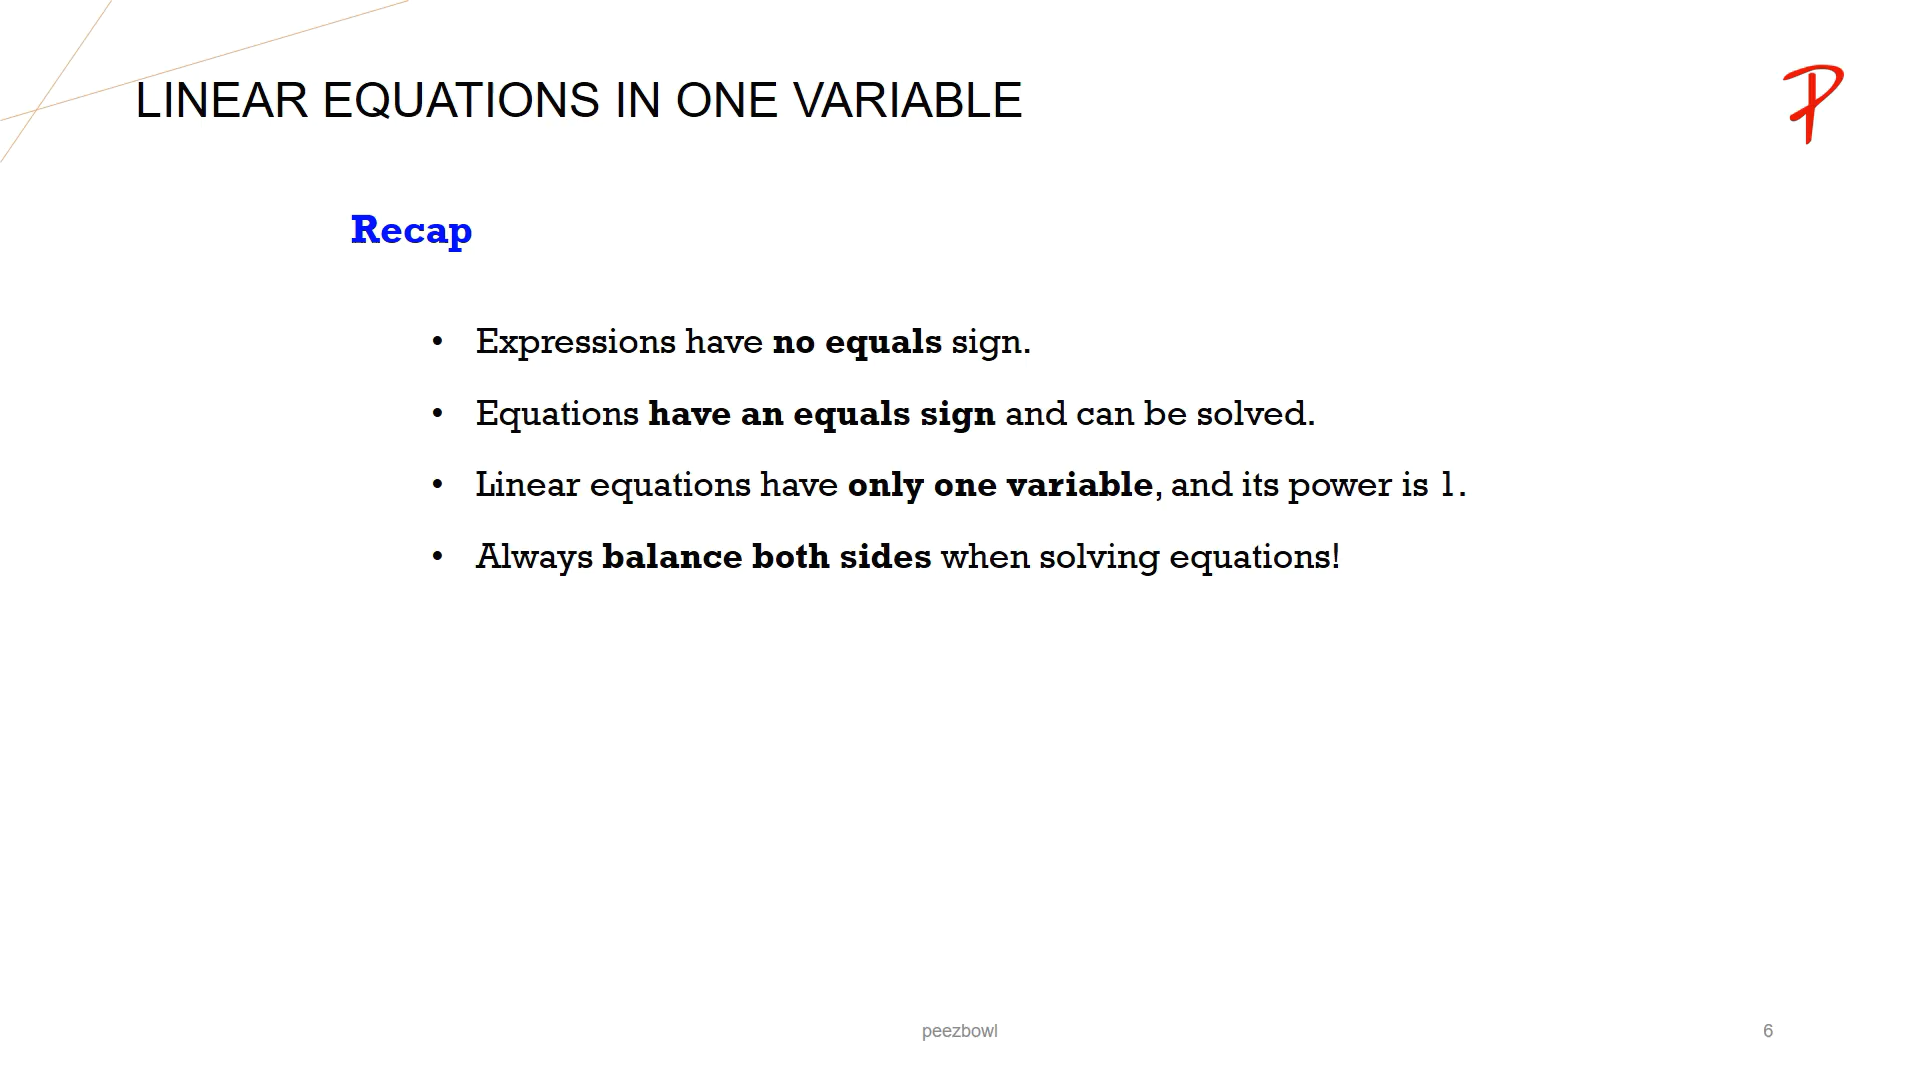 LINEAR EQUATIONS IN ONE VARIABLE
P
Recap
• Expressions have no equals sign.
• Equations have an equals sign and can be solved.
• Linear equations have only one variable, and its power is 1.
• Always balance both sides when solving equations!
peezbowl
6